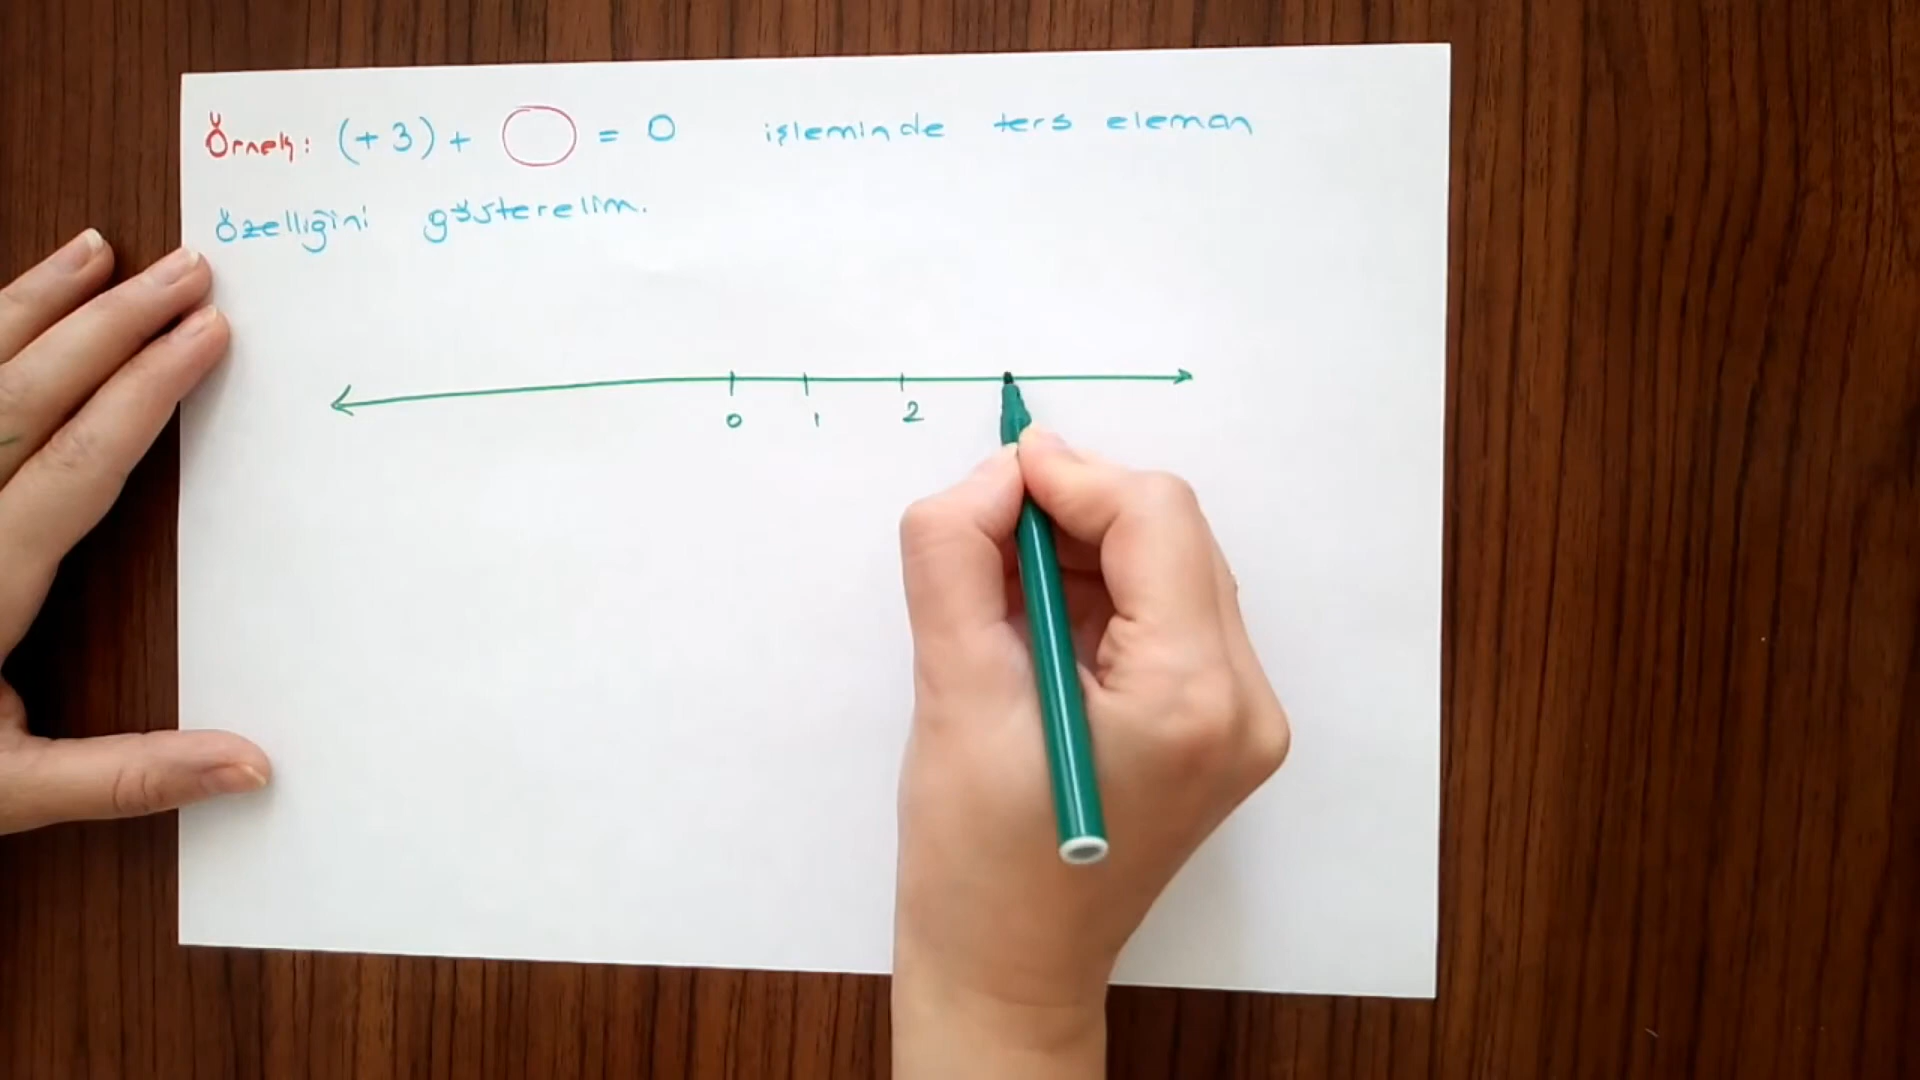 Örnek: (+3) + ◯ = 0 işleminde ters eleman
özelliğini gösterelim.
0 1 2